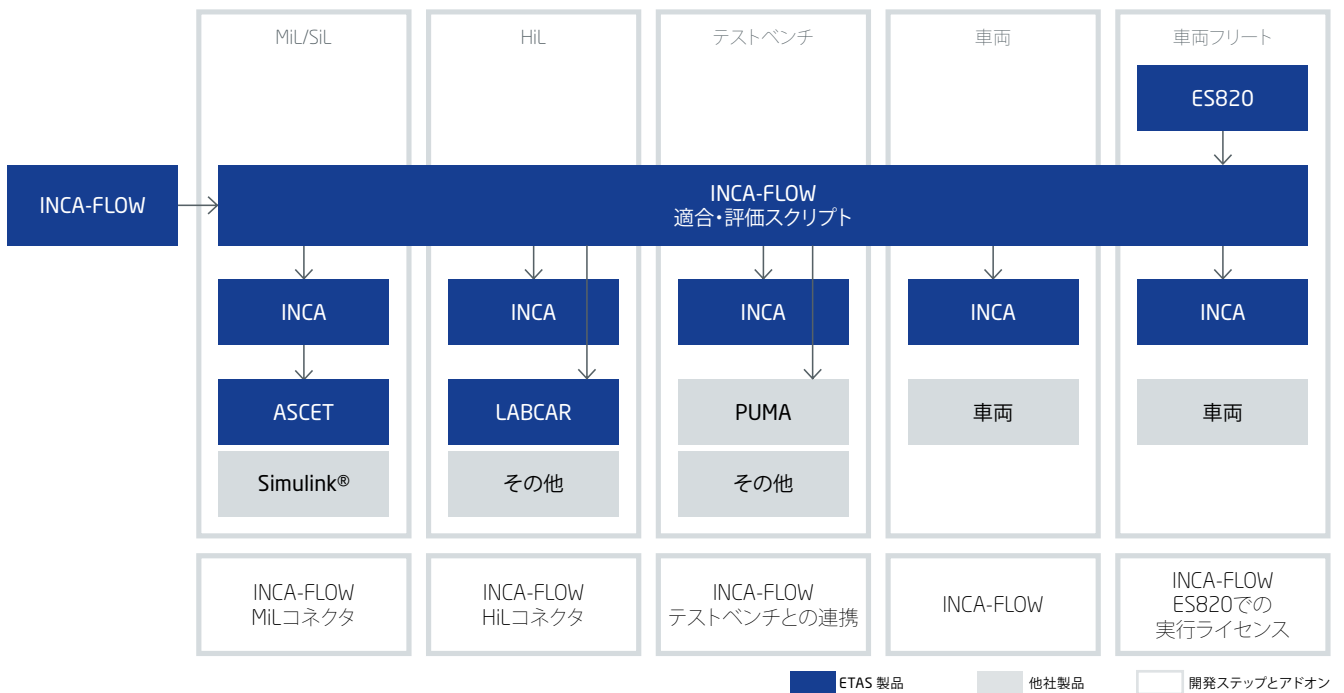 MiL/SiL
HiL
テストベンチ
車両
車両フリート
ES820
INCA-FLOW
INCA-FLOW
適合・評価スクリプト
INCA
INCA
INCA
INCA
INCA
ASCET
LABCAR
PUMA
車両
車両
Simulink®
その他
その他
INCA-FLOW
MiLコネクタ
INCA-FLOW
HiLコネクタ
INCA-FLOW
テストベンチとの連携
INCA-FLOW
INCA-FLOW
ES820での
実行ライセンス
ETAS 製品
他社製品
開発ステップとアドオン